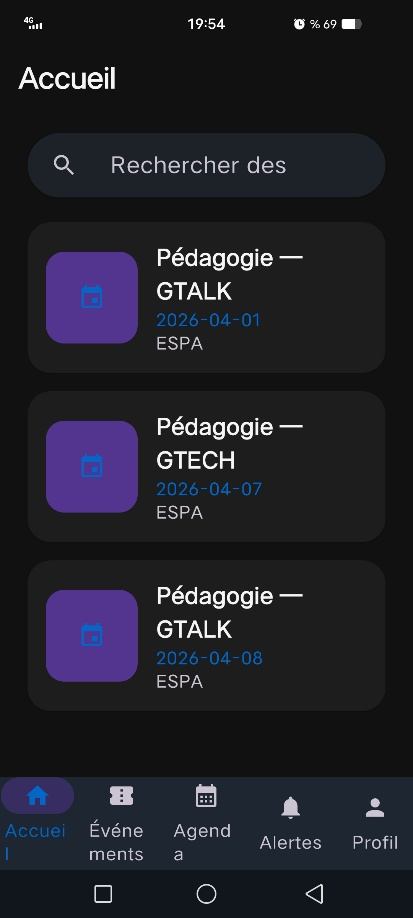 4G 19:54 % 69
Accueil
Rechercher des
Pédagogie —
GTALK
2026-04-01
ESPA
Pédagogie —
GTECH
2026-04-07
ESPA
Pédagogie —
GTALK
2026-04-08
ESPA
Accuei
l
Événe
ments
Agend
a
Alertes
Profil